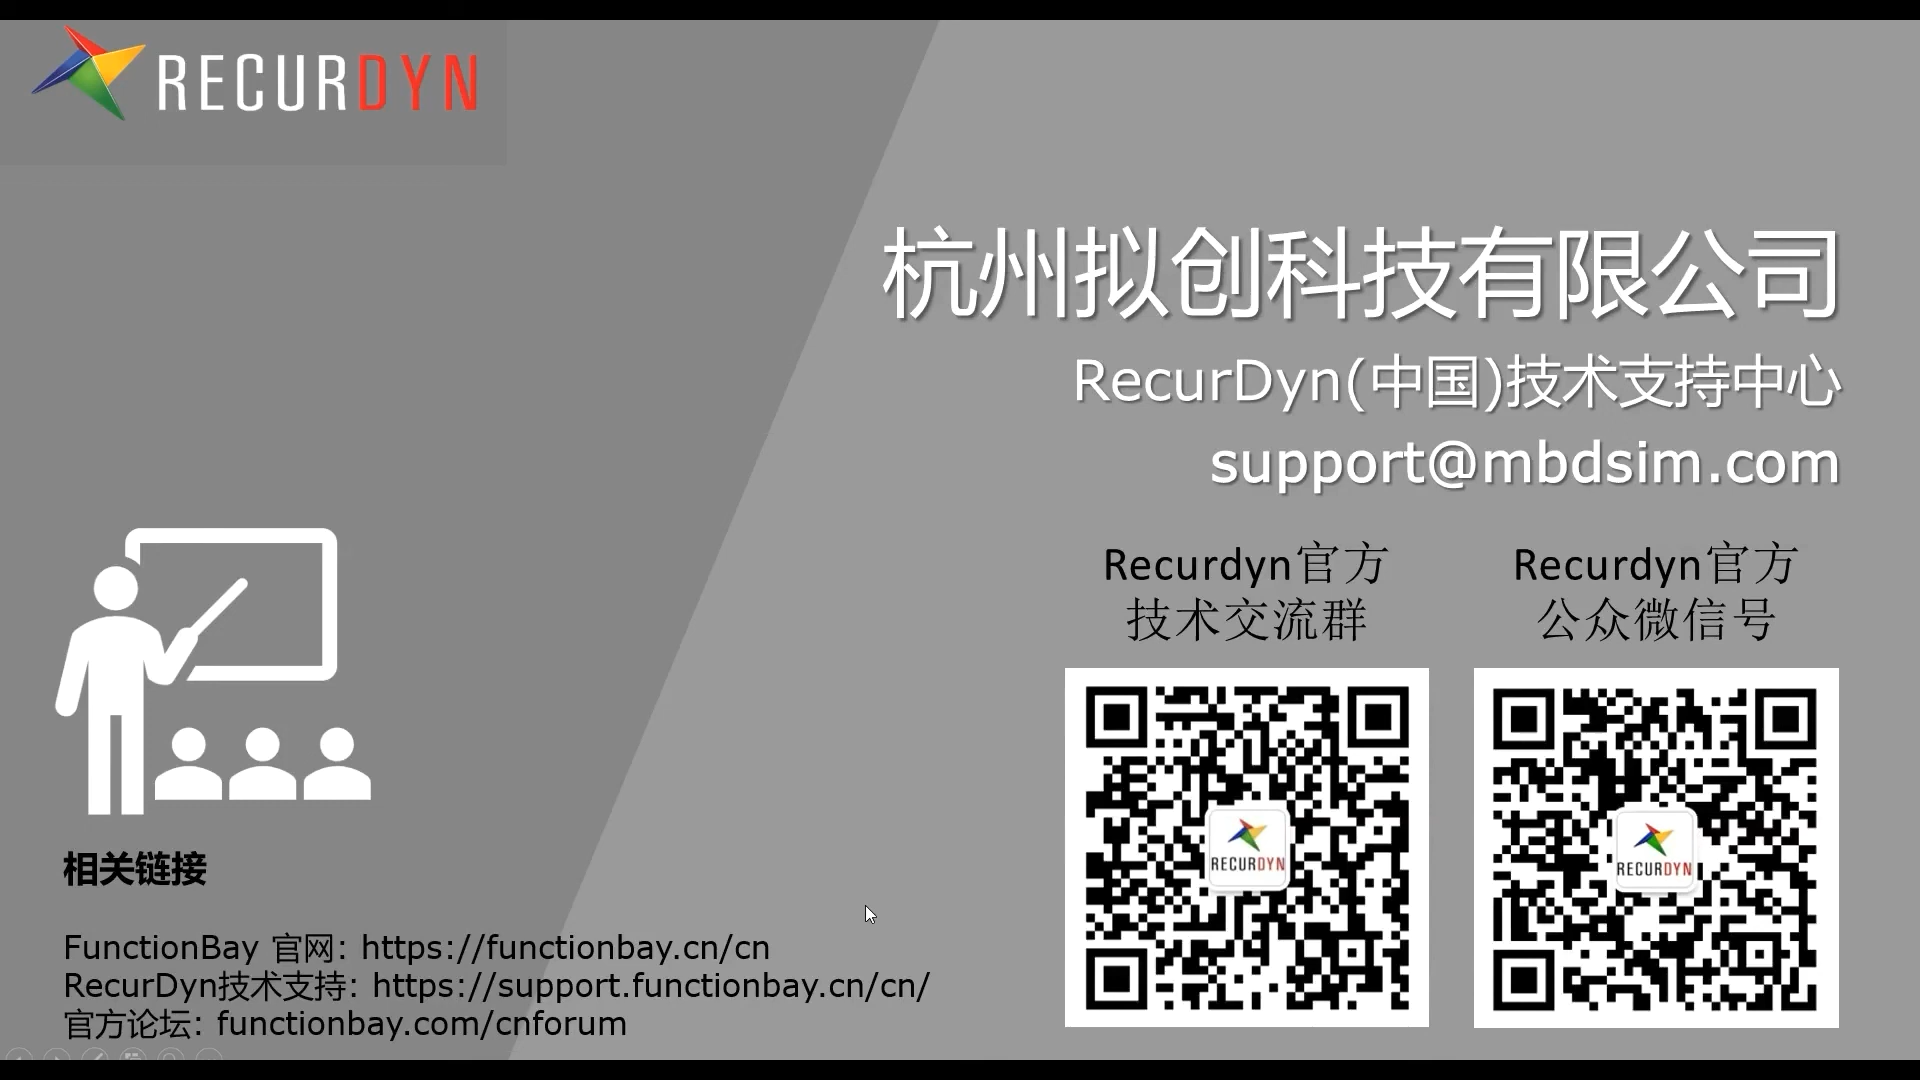 RECURDYN
杭州拟创科技有限公司
RecurDyn(中国)技术支持中心
support@mbdsim.com
Recurdyn官方
技术交流群
Recurdyn官方
公众微信号
RECURDYN
RECURDYN
相关链接
FunctionBay 官网: https://functionbay.cn/cn
RecurDyn技术支持: https://support.functionbay.cn/cn/
官方论坛: functionbay.com/cnforum